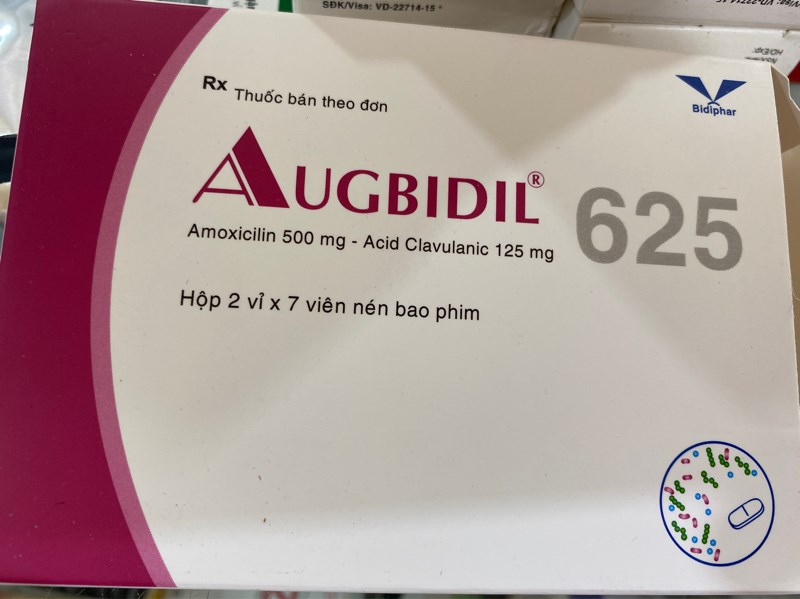 SĐK/Visa: VD-22714-15
Rx Thuốc bán theo đơn
Bidiphar
AUGBIDIL®
625
Amoxicilin 500 mg - Acid Clavulanic 125 mg
Hộp 2 vỉ x 7 viên nén bao phim